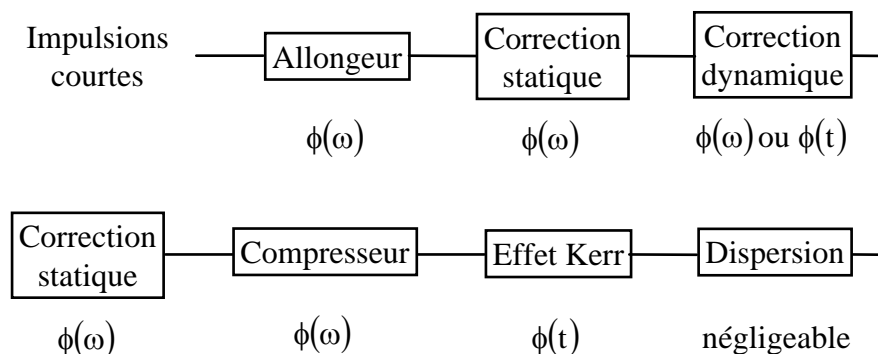 Impulsions
courtes
Allongeur
Correction
statique
Correction
dynamique
ϕ(ω)
ϕ(ω)
ϕ(ω) ou ϕ(t)
Correction
statique
Compresseur
Effet Kerr
Dispersion
ϕ(ω)
ϕ(ω)
ϕ(t)
négligeable